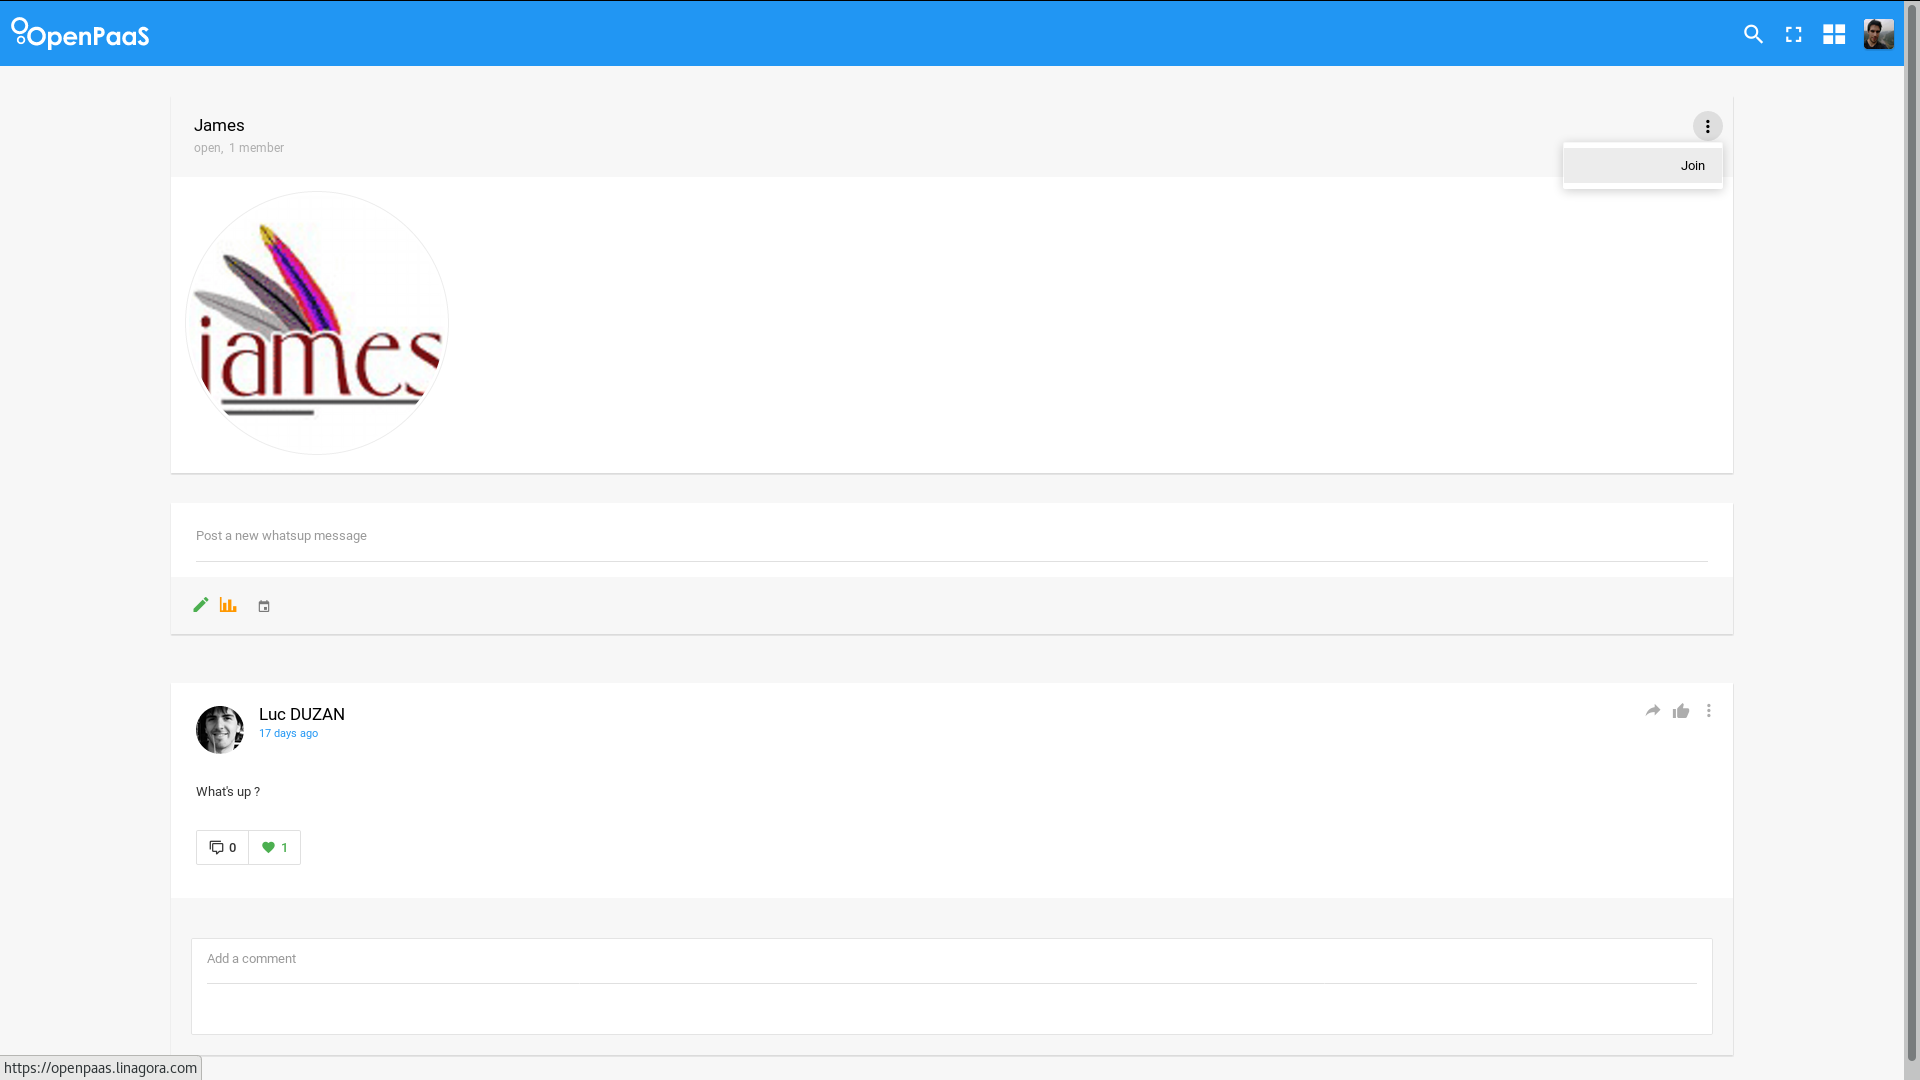 OpenPaaS
James
open, 1 member
Join
james
Post a new whatsup message
Luc DUZAN
17 days ago
What's up ?
0
1
Add a comment
https://openpaas.linagora.com